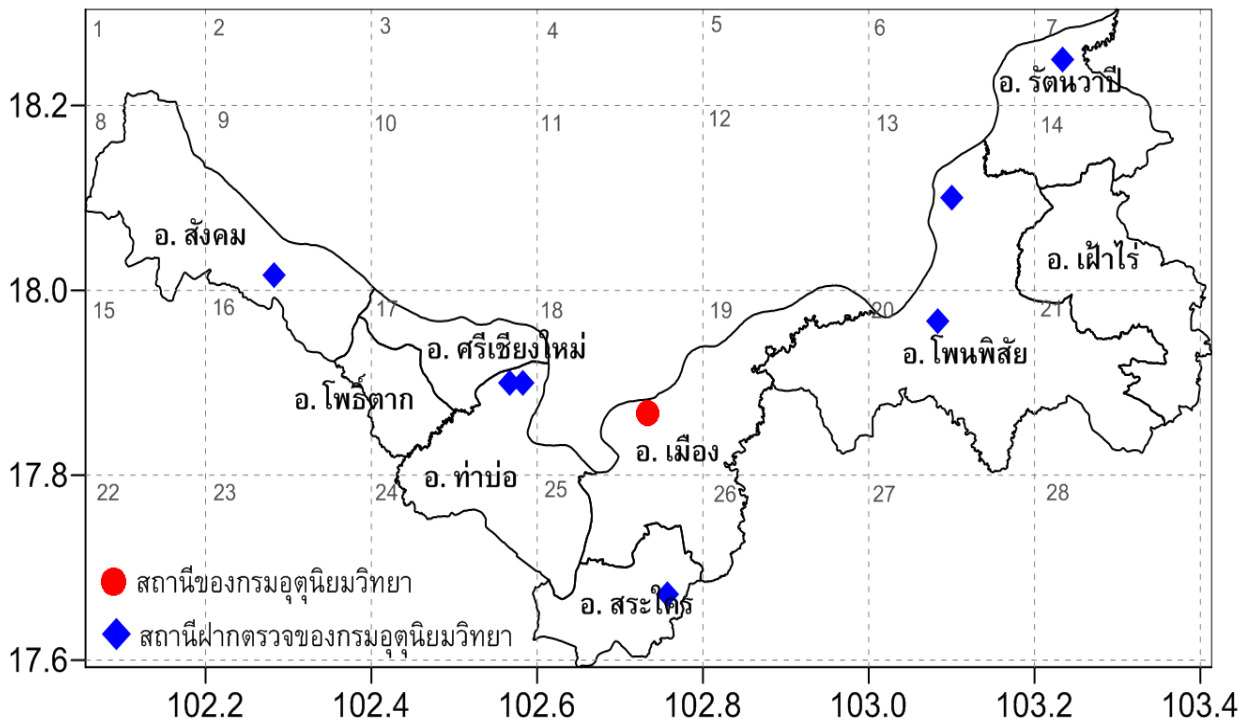 1 2 3 4 5 6 7
อ. รัตนวาปี
18.2
8 9 10 11 12 13 14
อ. สังคม
อ. เฝ้าไร่
18.0
15 16 17 18 19 20 21
อ. ศรีเชียงใหม่
อ. โพนพิสัย
อ. โพธิ์ตาก
อ. เมือง
17.8
อ. ท่าบ่อ
22 23 24 25 26 27 28
สถานีของกรมอุตุนิยมวิทยา
อ. สระใคร
สถานีฝากตรวจของกรมอุตุนิยมวิทยา
17.6
102.2 102.4 102.6 102.8 103.0 103.2 103.4